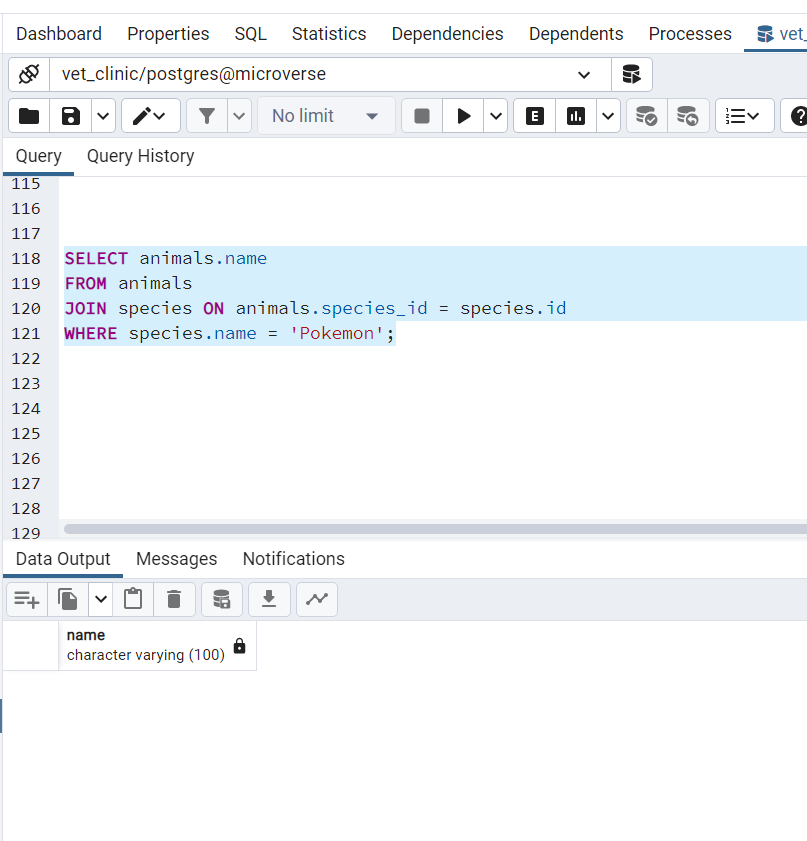 Dashboard Properties SQL Statistics Dependencies Dependents Processes vet_
vet_clinic/postgres@microverse
No limit E
Query Query History
115
116
117
118 SELECT animals.name
119 FROM animals
120 JOIN species ON animals.species_id = species.id
121 WHERE species.name = 'Pokemon';
122
123
124
125
126
127
128
129
Data Output Messages Notifications
name
character varying (100)